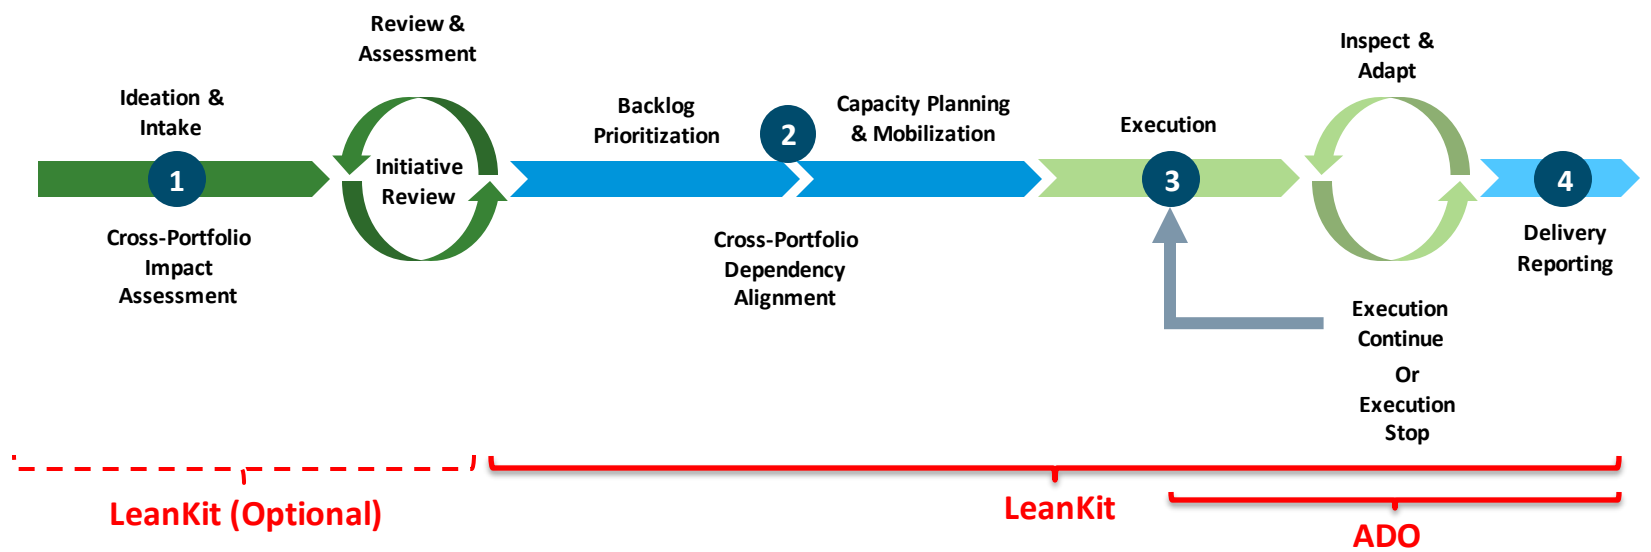 Ideation &
Intake
1
Cross-Portfolio
Impact
Assessment
Review &
Assessment
Initiative
Review
Backlog
Prioritization
2
Capacity Planning
& Mobilization
Cross-Portfolio
Dependency
Alignment
Execution
3
Inspect &
Adapt
Execution
Continue
Or
Execution
Stop
4
Delivery
Reporting
LeanKit (Optional)
LeanKit
ADO